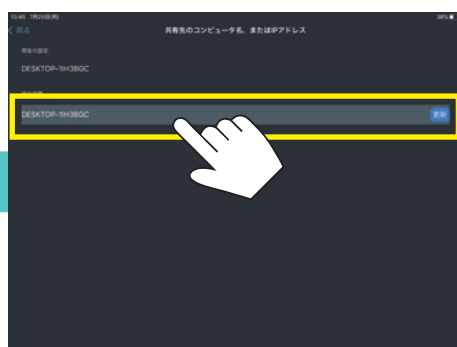 13:45 7月25日(月) 38%
戻る 共有先のコンピュータ名、またはIPアドレス
現在の設定
DESKTOP-1IH3BGC
DESKTOP-1IH3BGC 更新